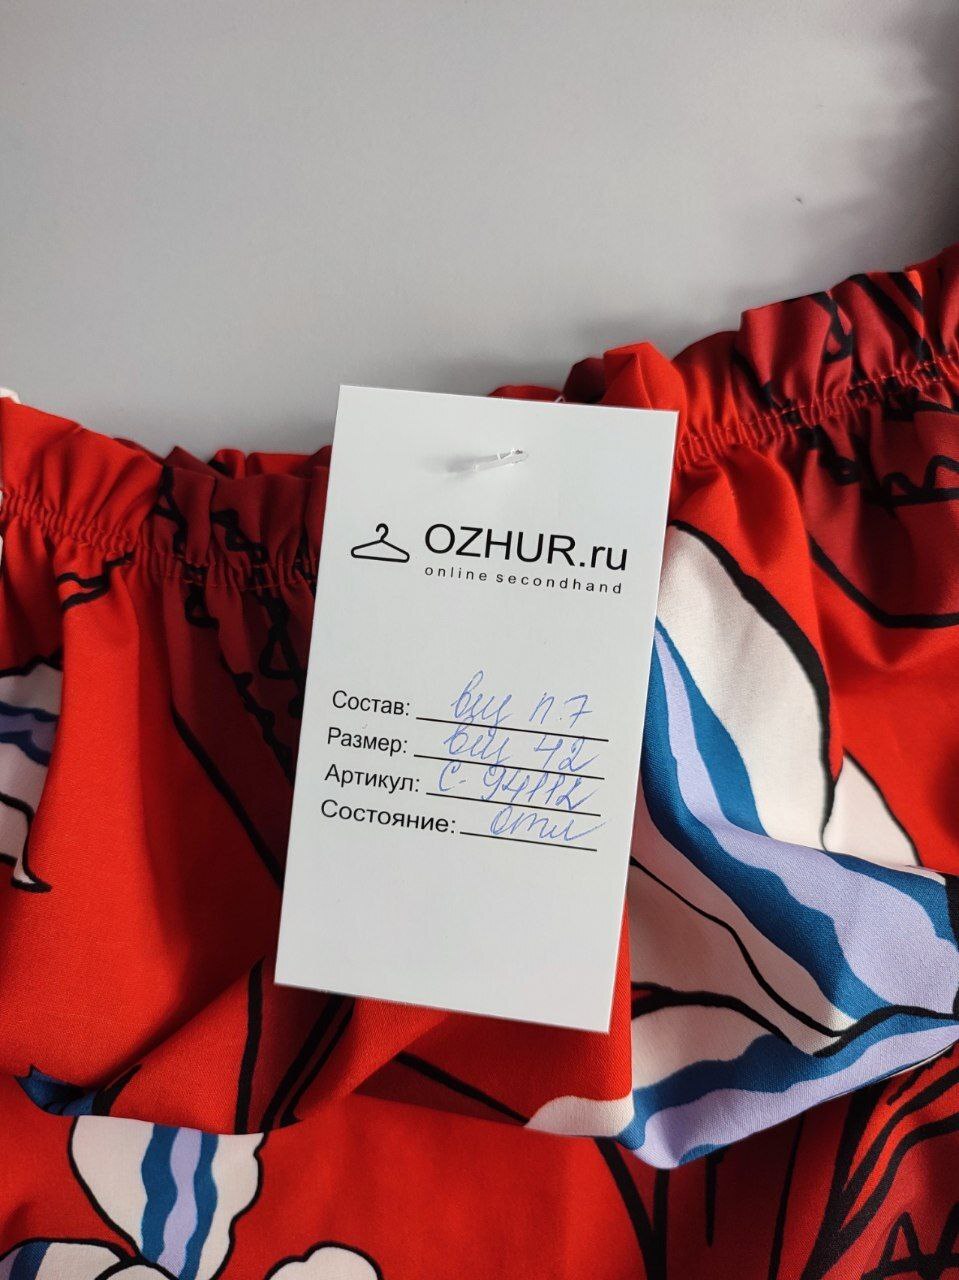 OZHUR.ru
online secondhand
Состав: виц п.7
Размер: виц 42
Артикул: С-94112
Состояние: отл